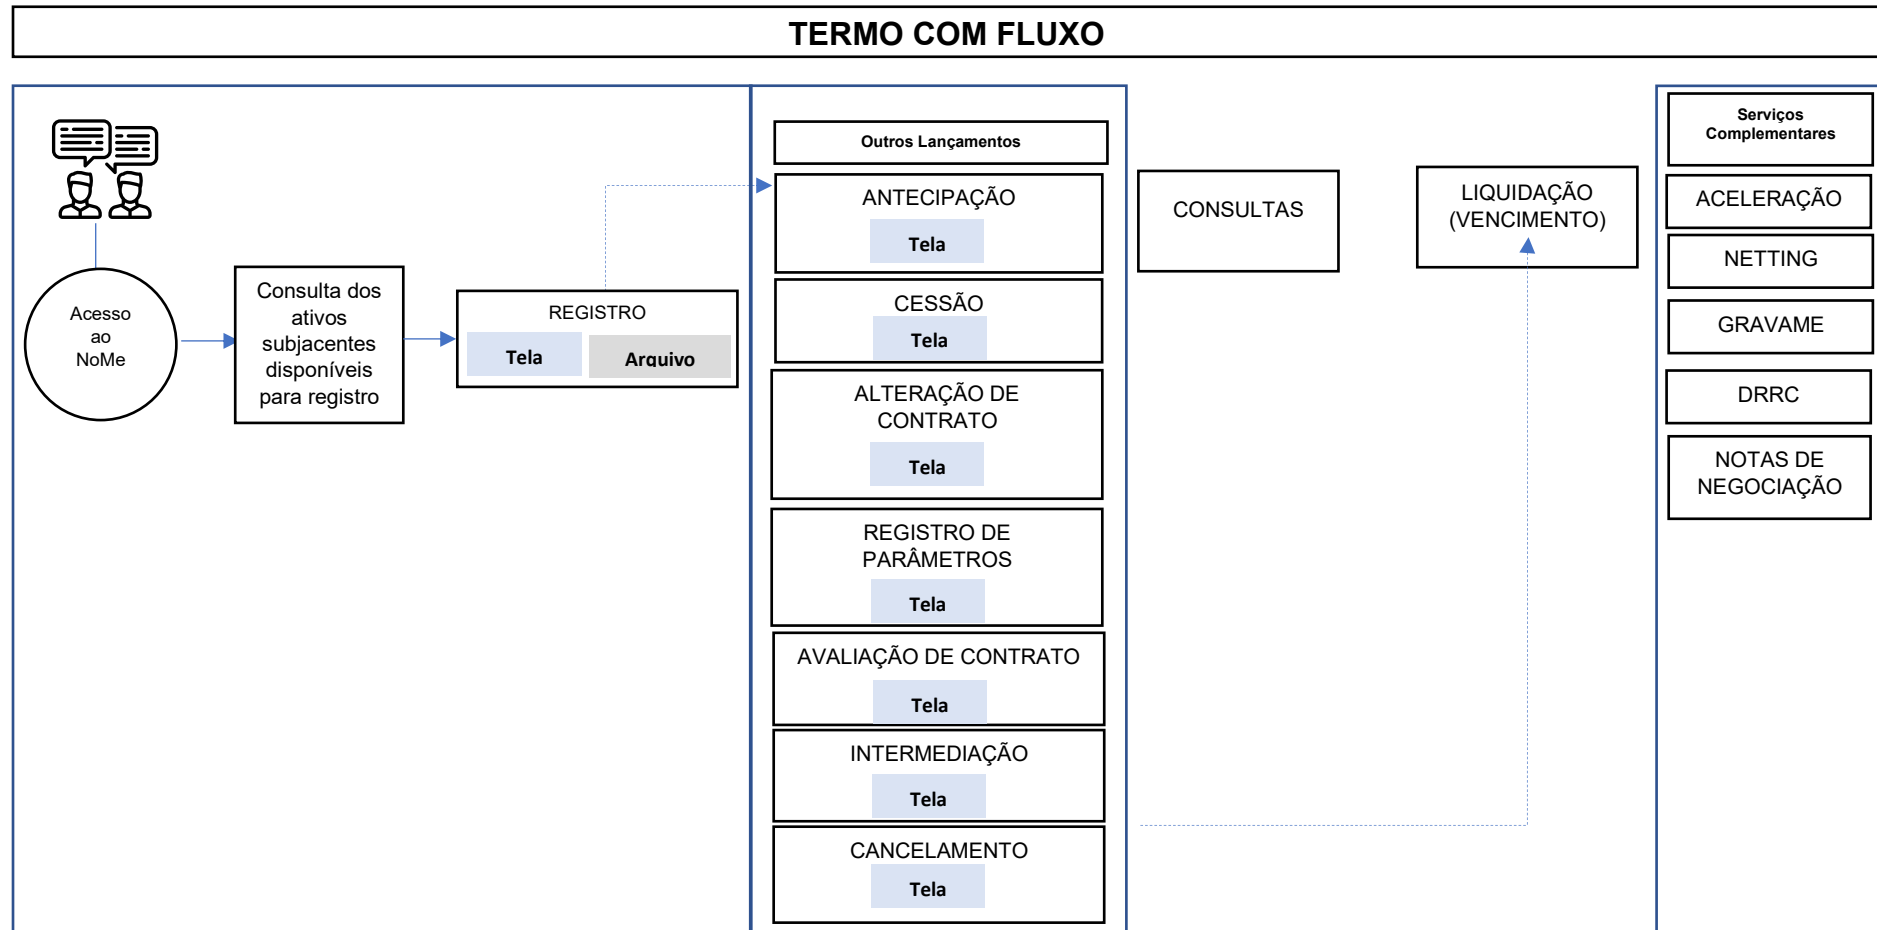 TERMO COM FLUXO
Acesso
ao
NoMe
Consulta dos
ativos
subjacentes
disponíveis
para registro
REGISTRO
Tela
Arquivo
Outros Lançamentos
ANTECIPAÇÃO
Tela
CESSÃO
Tela
ALTERAÇÃO DE
CONTRATO
Tela
REGISTRO DE
PARÂMETROS
Tela
AVALIAÇÃO DE CONTRATO
Tela
INTERMEDIAÇÃO
Tela
CANCELAMENTO
Tela
CONSULTAS
LIQUIDAÇÃO
(VENCIMENTO)
Serviços
Complementares
ACELERAÇÃO
NETTING
GRAVAME
DRRC
NOTAS DE
NEGOCIAÇÃO